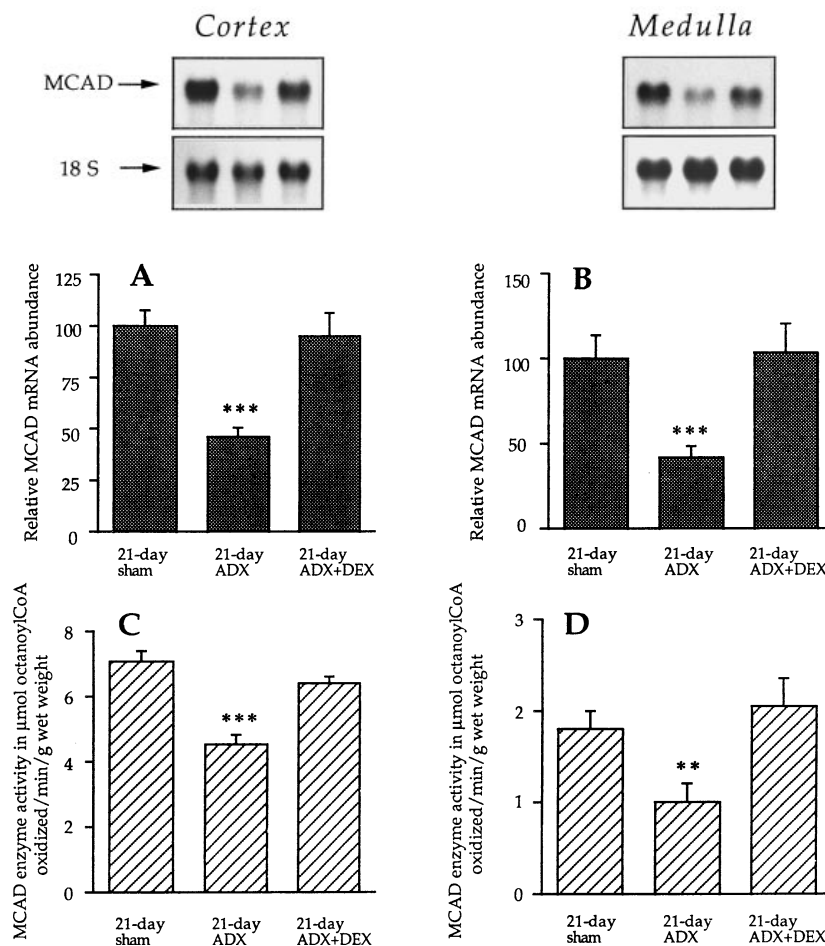 Cortex
Medulla
MCAD
18 S
A
Relative MCAD mRNA abundance
125
100
75
50
25
0
***
21-day
sham
21-day
ADX
21-day
ADX+DEX
B
Relative MCAD mRNA abundance
150
100
50
0
***
21-day
sham
21-day
ADX
21-day
ADX+DEX
C
MCAD enzyme activity in μmol octanoylCoA
oxidized/min/g wet weight
8
6
4
2
0
***
21-day
sham
21-day
ADX
21-day
ADX+DEX
D
MCAD enzyme activity in μmol octanoylCoA
oxidized/min/g wet weight
3
2
1
0
**
21-day
sham
21-day
ADX
21-day
ADX+DEX